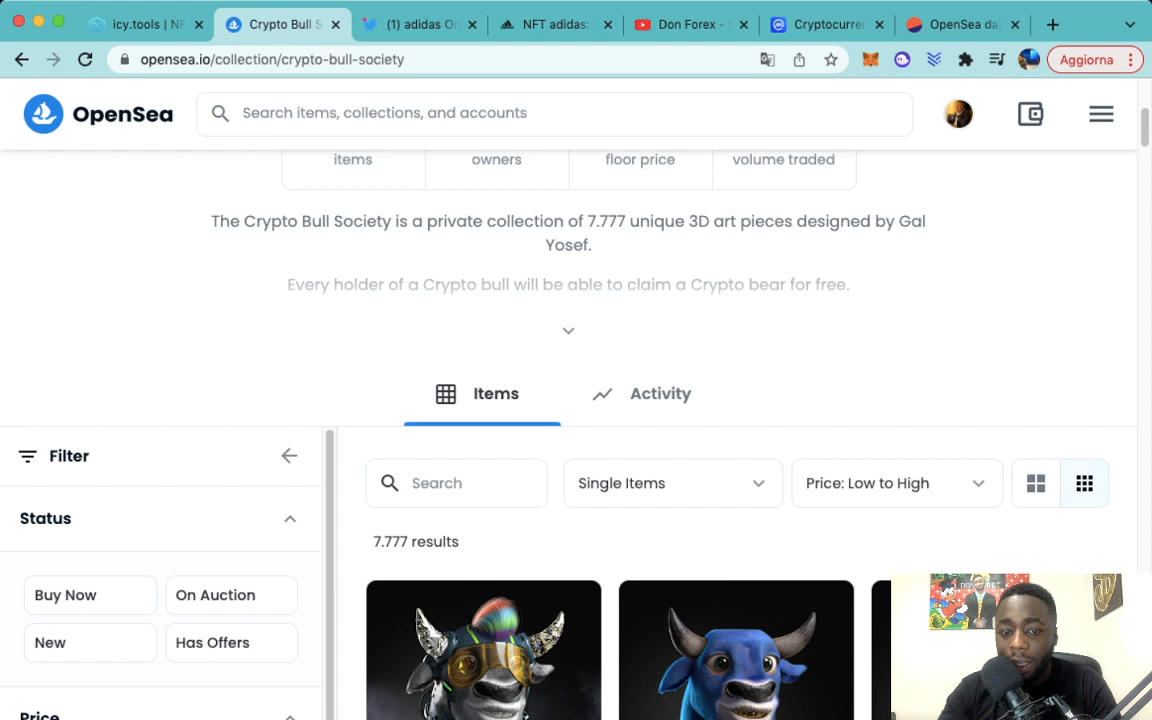 icy.tools | NF
Crypto Bull S
(1) adidas Or
NFT adidas:
Don Forex -
Cryptocurre
OpenSea dai
opensea.io/collection/crypto-bull-society
Aggiorna
OpenSea
Search items, collections, and accounts
items
owners
floor price
volume traded
The Crypto Bull Society is a private collection of 7.777 unique 3D art pieces designed by Gal
Yosef.
Every holder of a Crypto bull will be able to claim a Crypto bear for free.
Items
Activity
Filter
Search
Single Items
Price: Low to High
Status
7.777 results
Buy Now
On Auction
New
Has Offers
Price